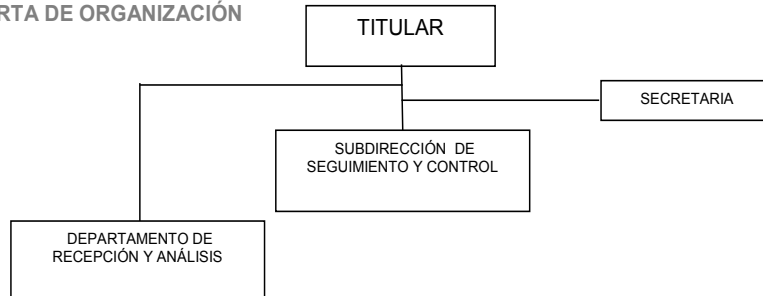 RTA DE ORGANIZACIÓN
TITULAR
SECRETARIA
SUBDIRECCIÓN DE
SEGUIMIENTO Y CONTROL
DEPARTAMENTO DE
RECEPCIÓN Y ANÁLISIS